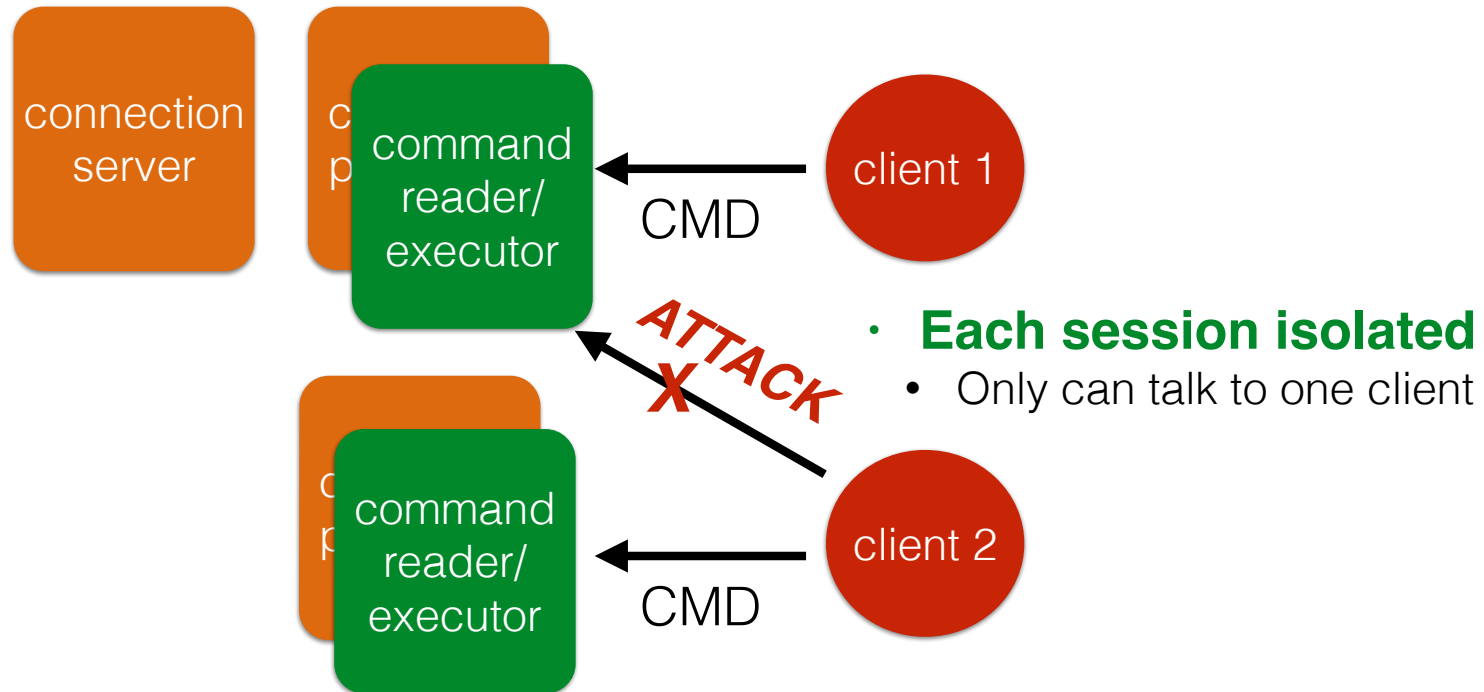 connection
server
command
reader/
executor
CMD
client 1
ATTACK
X
• Each session isolated
• Only can talk to one client
command
reader/
executor
CMD
client 2